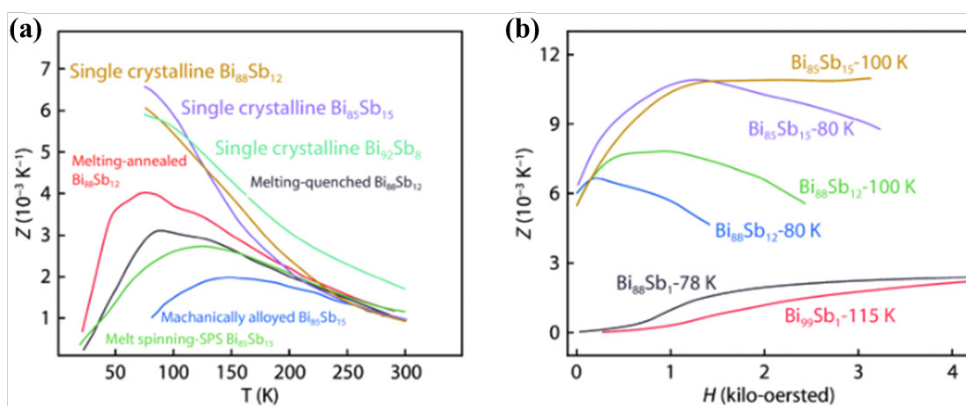 (a)
7
6
5
4
3
2
1
Z (10⁻³ K⁻¹)
Single crystalline Bi₈₈Sb₁₂
Single crystalline Bi₈₅Sb₁₅
Single crystalline Bi₉₂Sb₈
Melting-annealed
Bi₈₈Sb₁₂
Melting-quenched Bi₈₈Sb₁₂
Machanically alloyed Bi₈₅Sb₁₅
Melt spinning-SPS Bi₈₅Sb₁₅
50 100 150 200 250 300
T (K)
(b)
12
9
6
3
0
Z (10⁻³ K⁻¹)
Bi₈₅Sb₁₅-100 K
Bi₈₅Sb₁₅-80 K
Bi₈₈Sb₁₂-100 K
Bi₈₈Sb₁₂-80 K
Bi₈₈Sb₁-78 K
Bi₉₉Sb₁-115 K
0 1 2 3 4
H (kilo-oersted)